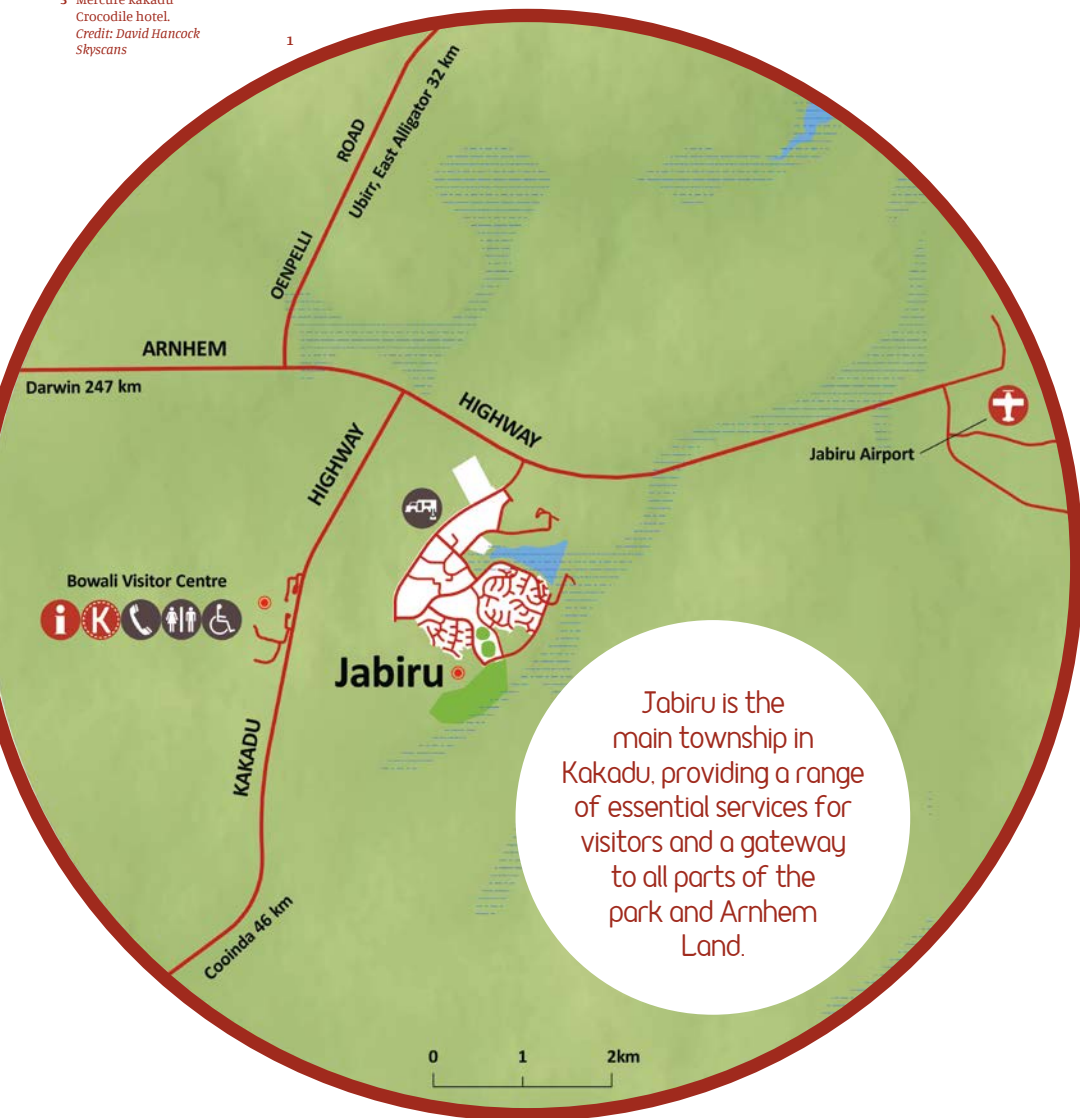 3 Mercure Kakadu
Crocodile hotel.
Credit: David Hancock
Skyscans
1
ROAD
Ubirr, East Alligator 32 km
OENPELLI
ARNHEM
Darwin 247 km
HIGHWAY
HIGHWAY
Jabiru Airport
Bowali Visitor Centre
i K
Jabiru
KAKADU
Cooinda 46 km
Jabiru is the
main township in
Kakadu, providing a range
of essential services for
visitors and a gateway
to all parts of the
park and Arnhem
Land.
0 1 2km